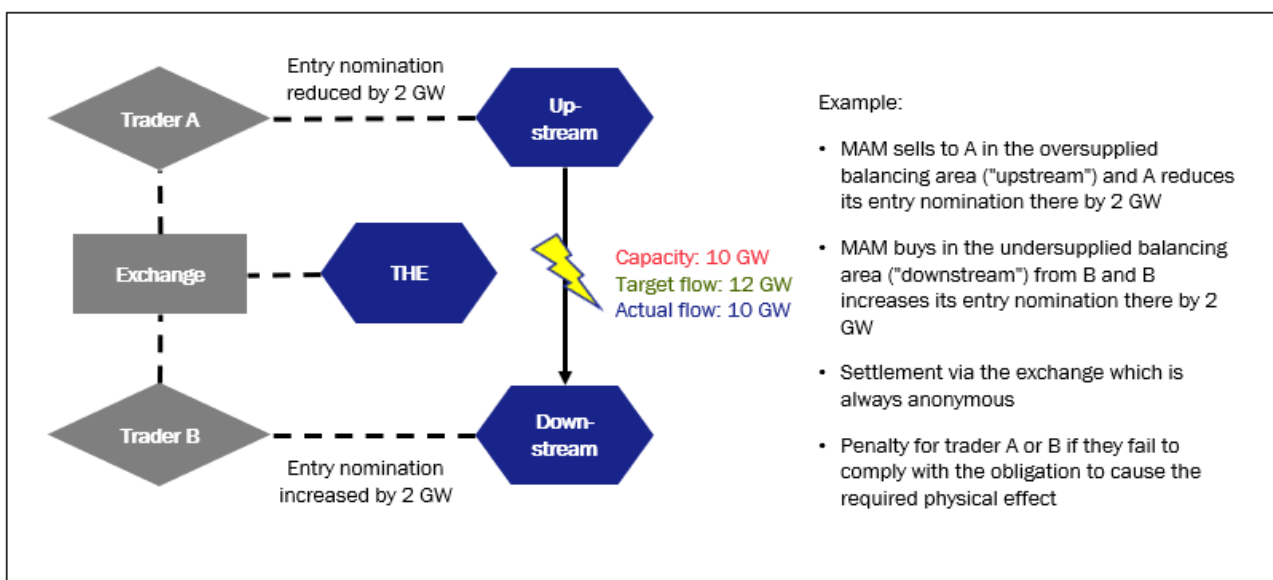 Entry nomination
reduced by 2 GW
Trader A
Up-
stream
Exchange
THE
Capacity: 10 GW
Target flow: 12 GW
Actual flow: 10 GW
Trader B
Down-
stream
Entry nomination
increased by 2 GW
Example:
• MAM sells to A in the oversupplied
balancing area ("upstream") and A reduces
its entry nomination there by 2 GW
• MAM buys in the undersupplied balancing
area ("downstream") from B and B
increases its entry nomination there by 2
GW
• Settlement via the exchange which is
always anonymous
• Penalty for trader A or B if they fail to
comply with the obligation to cause the
required physical effect